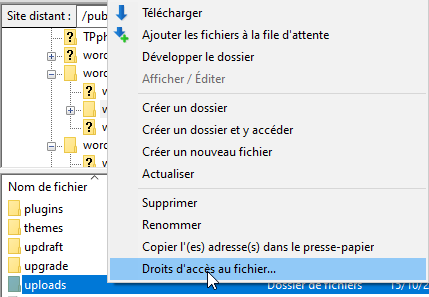 Site distant :
/pub
TPph
word
word
w
w
w
word
w
Nom de fichier
plugins
themes
updraft
upgrade
uploads
Dossier de fichiers
15/10/2
Télécharger
Ajouter les fichiers à la file d'attente
Développer le dossier
Afficher / Éditer
Créer un dossier
Créer un dossier et y accéder
Créer un nouveau fichier
Actualiser
Supprimer
Renommer
Copier l'(es) adresse(s) dans le presse-papier
Droits d'accès au fichier...